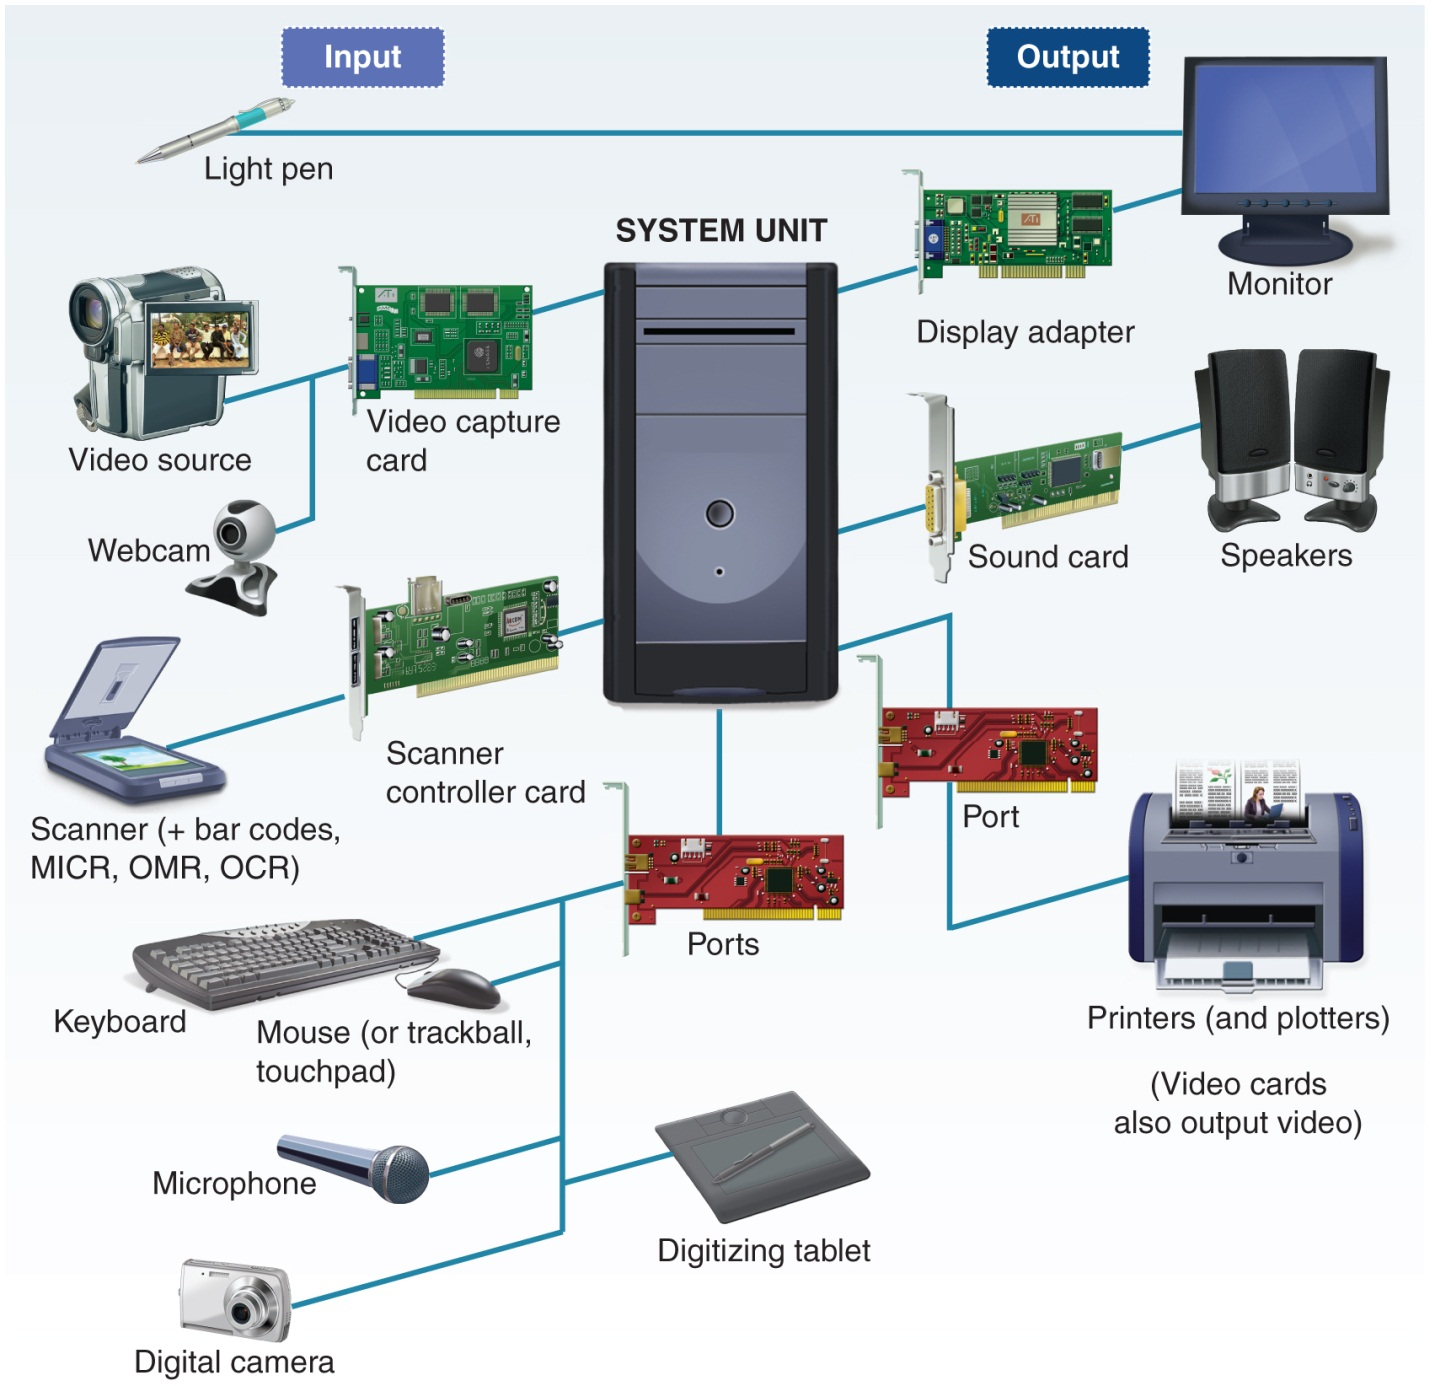 Input
Output
Light pen
SYSTEM UNIT
ATI
Monitor
Display adapter
ATI
Video capture
card
Video source
Webcam
Sound card
Speakers
Scanner
controller card
Scanner (+ bar codes,
MICR, OMR, OCR)
Port
Ports
Keyboard
Mouse (or trackball,
touchpad)
Printers (and plotters)
(Video cards
also output video)
Microphone
Digitizing tablet
Digital camera